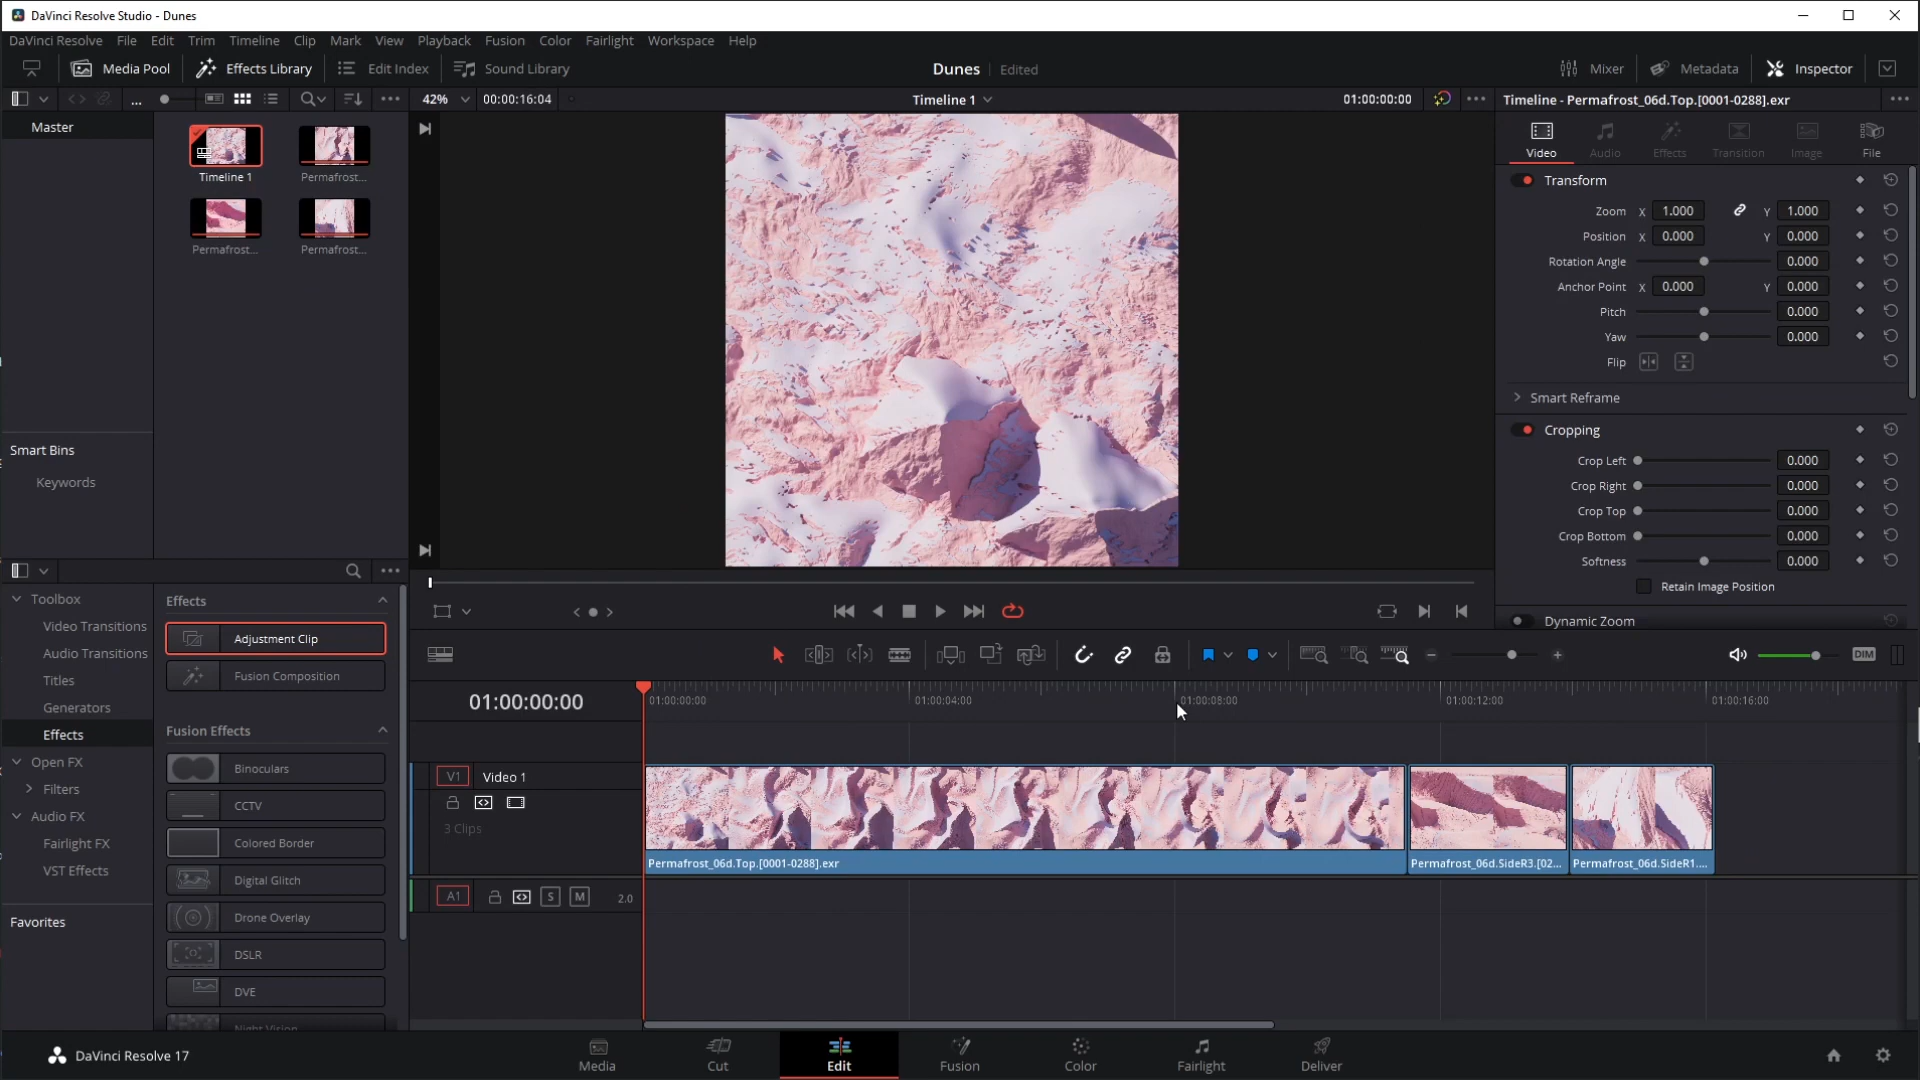 DaVinci Resolve Studio - Dunes
DaVinci Resolve File Edit Trim Timeline Clip Mark View Playback Fusion Color Fairlight Workspace Help
Media Pool Effects Library Edit Index Sound Library Dunes Edited Mixer Metadata Inspector
... 42% 00:00:16:04 Timeline 1 01:00:00:00 Timeline - Permafrost_06d.Top.[0001-0288].exr
Master
Timeline 1 Permafrost...
Permafrost... Permafrost...
Smart Bins
Keywords
Video Audio Effects Transition Image File
Transform
Zoom X 1.000 Y 1.000
Position X 0.000 Y 0.000
Rotation Angle 0.000
Anchor Point X 0.000 Y 0.000
Pitch 0.000
Yaw 0.000
Flip
Smart Reframe
Cropping
Crop Left 0.000
Crop Right 0.000
Crop Top 0.000
Crop Bottom 0.000
Softness 0.000
Retain Image Position
Dynamic Zoom
Toolbox
Video Transitions
Audio Transitions
Titles
Generators
Effects
Open FX
Filters
Audio FX
Fairlight FX
VST Effects
Favorites
Effects
Adjustment Clip
Fusion Composition
Fusion Effects
Binoculars
CCTV
Colored Border
Digital Glitch
Drone Overlay
DSLR
DVE
Night Vision
DIM
01:00:00:00 01:00:00:00 01:00:04:00 01:00:08:00 01:00:12:00 01:00:16:00
V1 Video 1
3 Clips
Permafrost_06d.Top.[0001-0288].exr Permafrost_06d.SideR3.[02... Permafrost_06d.SideR1....
A1 S M 2.0
DaVinci Resolve 17
Media Cut Edit Fusion Color Fairlight Deliver